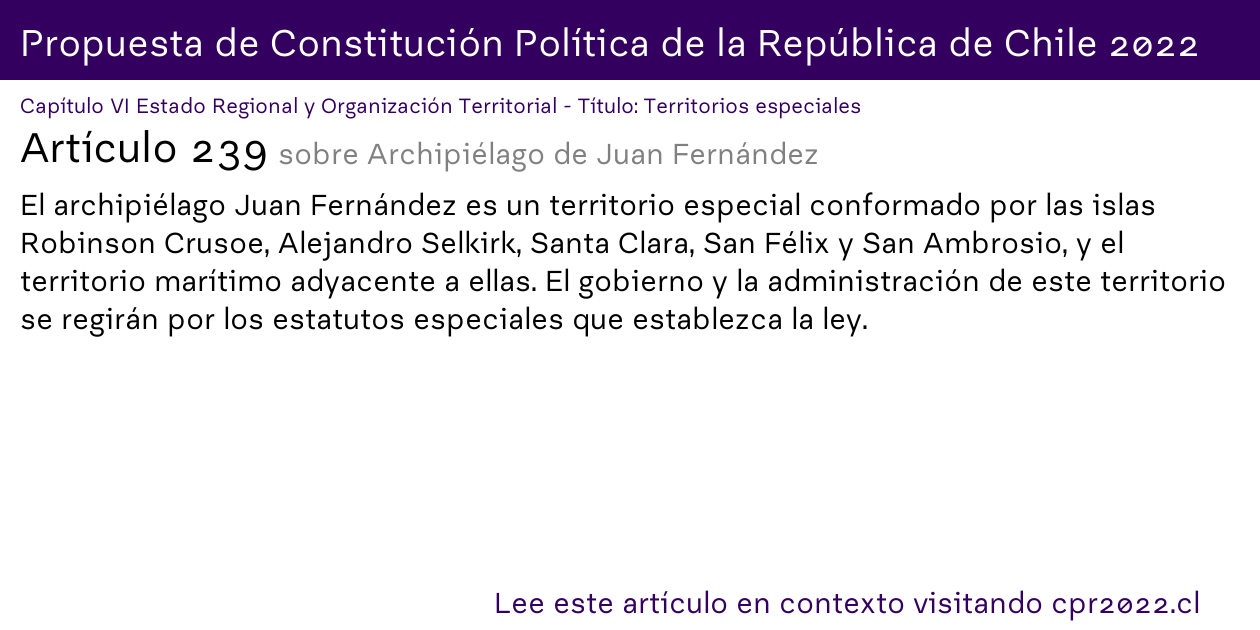 Propuesta de Constitución Política de la República de Chile 2022
Capítulo VI Estado Regional y Organización Territorial - Título: Territorios especiales
Artículo 239 sobre Archipiélago de Juan Fernández
El archipiélago Juan Fernández es un territorio especial conformado por las islas
Robinson Crusoe, Alejandro Selkirk, Santa Clara, San Félix y San Ambrosio, y el
territorio marítimo adyacente a ellas. El gobierno y la administración de este territorio
se regirán por los estatutos especiales que establezca la ley.
Lee este artículo en contexto visitando cpr2022.cl